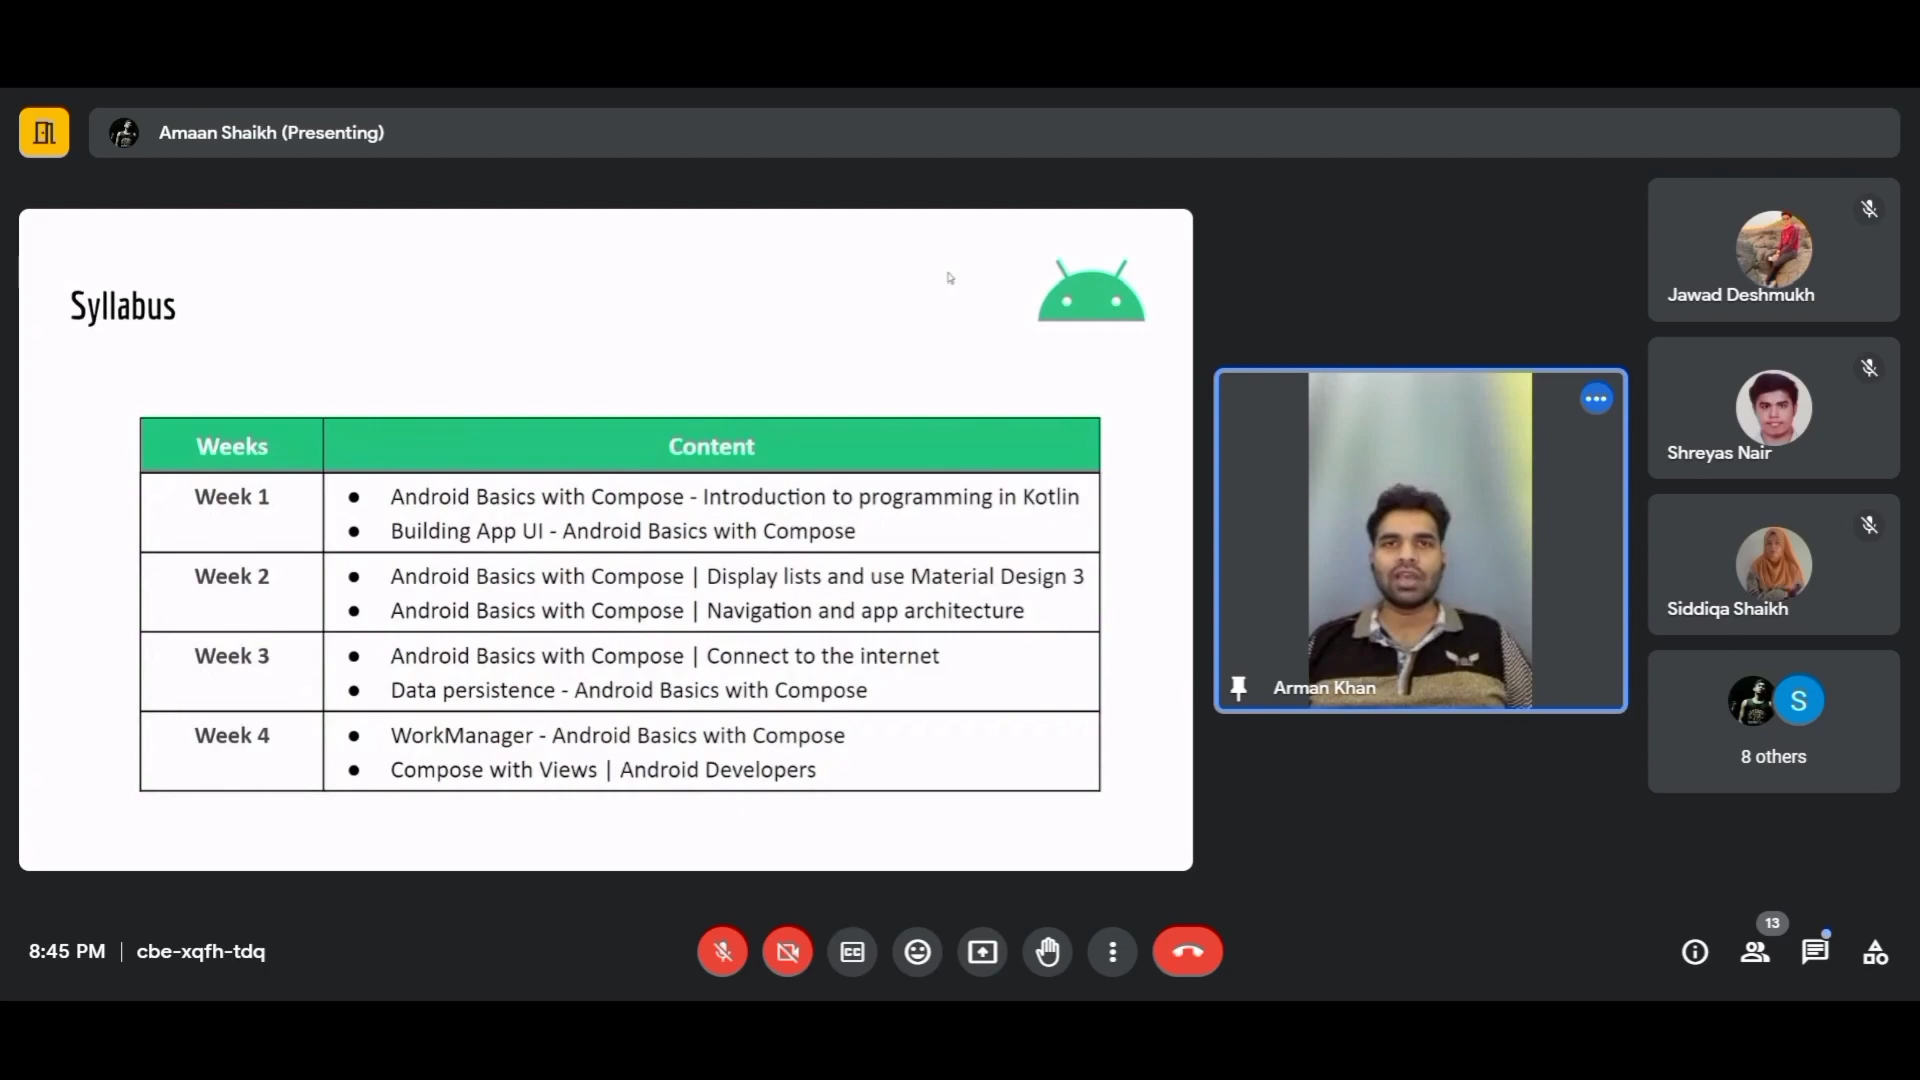 Amaan Shaikh (Presenting)
Syllabus
Weeks Content
Week 1
● Android Basics with Compose - Introduction to programming in Kotlin
● Building App UI - Android Basics with Compose
Week 2
● Android Basics with Compose | Display lists and use Material Design 3
● Android Basics with Compose | Navigation and app architecture
Week 3
● Android Basics with Compose | Connect to the internet
● Data persistence - Android Basics with Compose
Week 4
● WorkManager - Android Basics with Compose
● Compose with Views | Android Developers
Arman Khan
Jawad Deshmukh
Shreyas Nair
Siddiqa Shaikh
S
8 others
8:45 PM | cbe-xqfh-tdq
CC
13